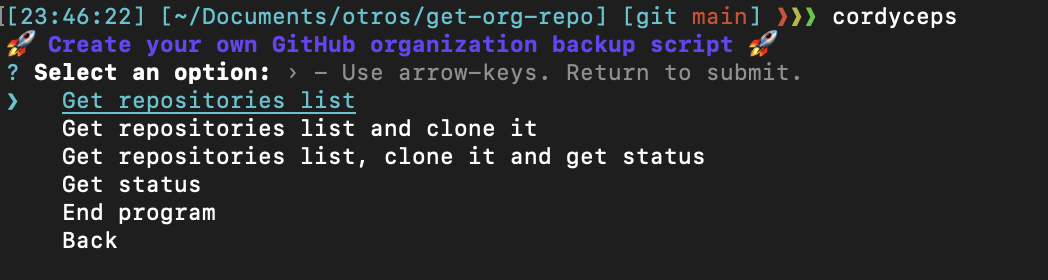 [[23:46:22] [~/Documents/otros/get-org-repo] [git main] ❯❯❯ cordyceps
🚀 Create your own GitHub organization backup script 🚀
? Select an option: › – Use arrow-keys. Return to submit.
❯ Get repositories list
Get repositories list and clone it
Get repositories list, clone it and get status
Get status
End program
Back